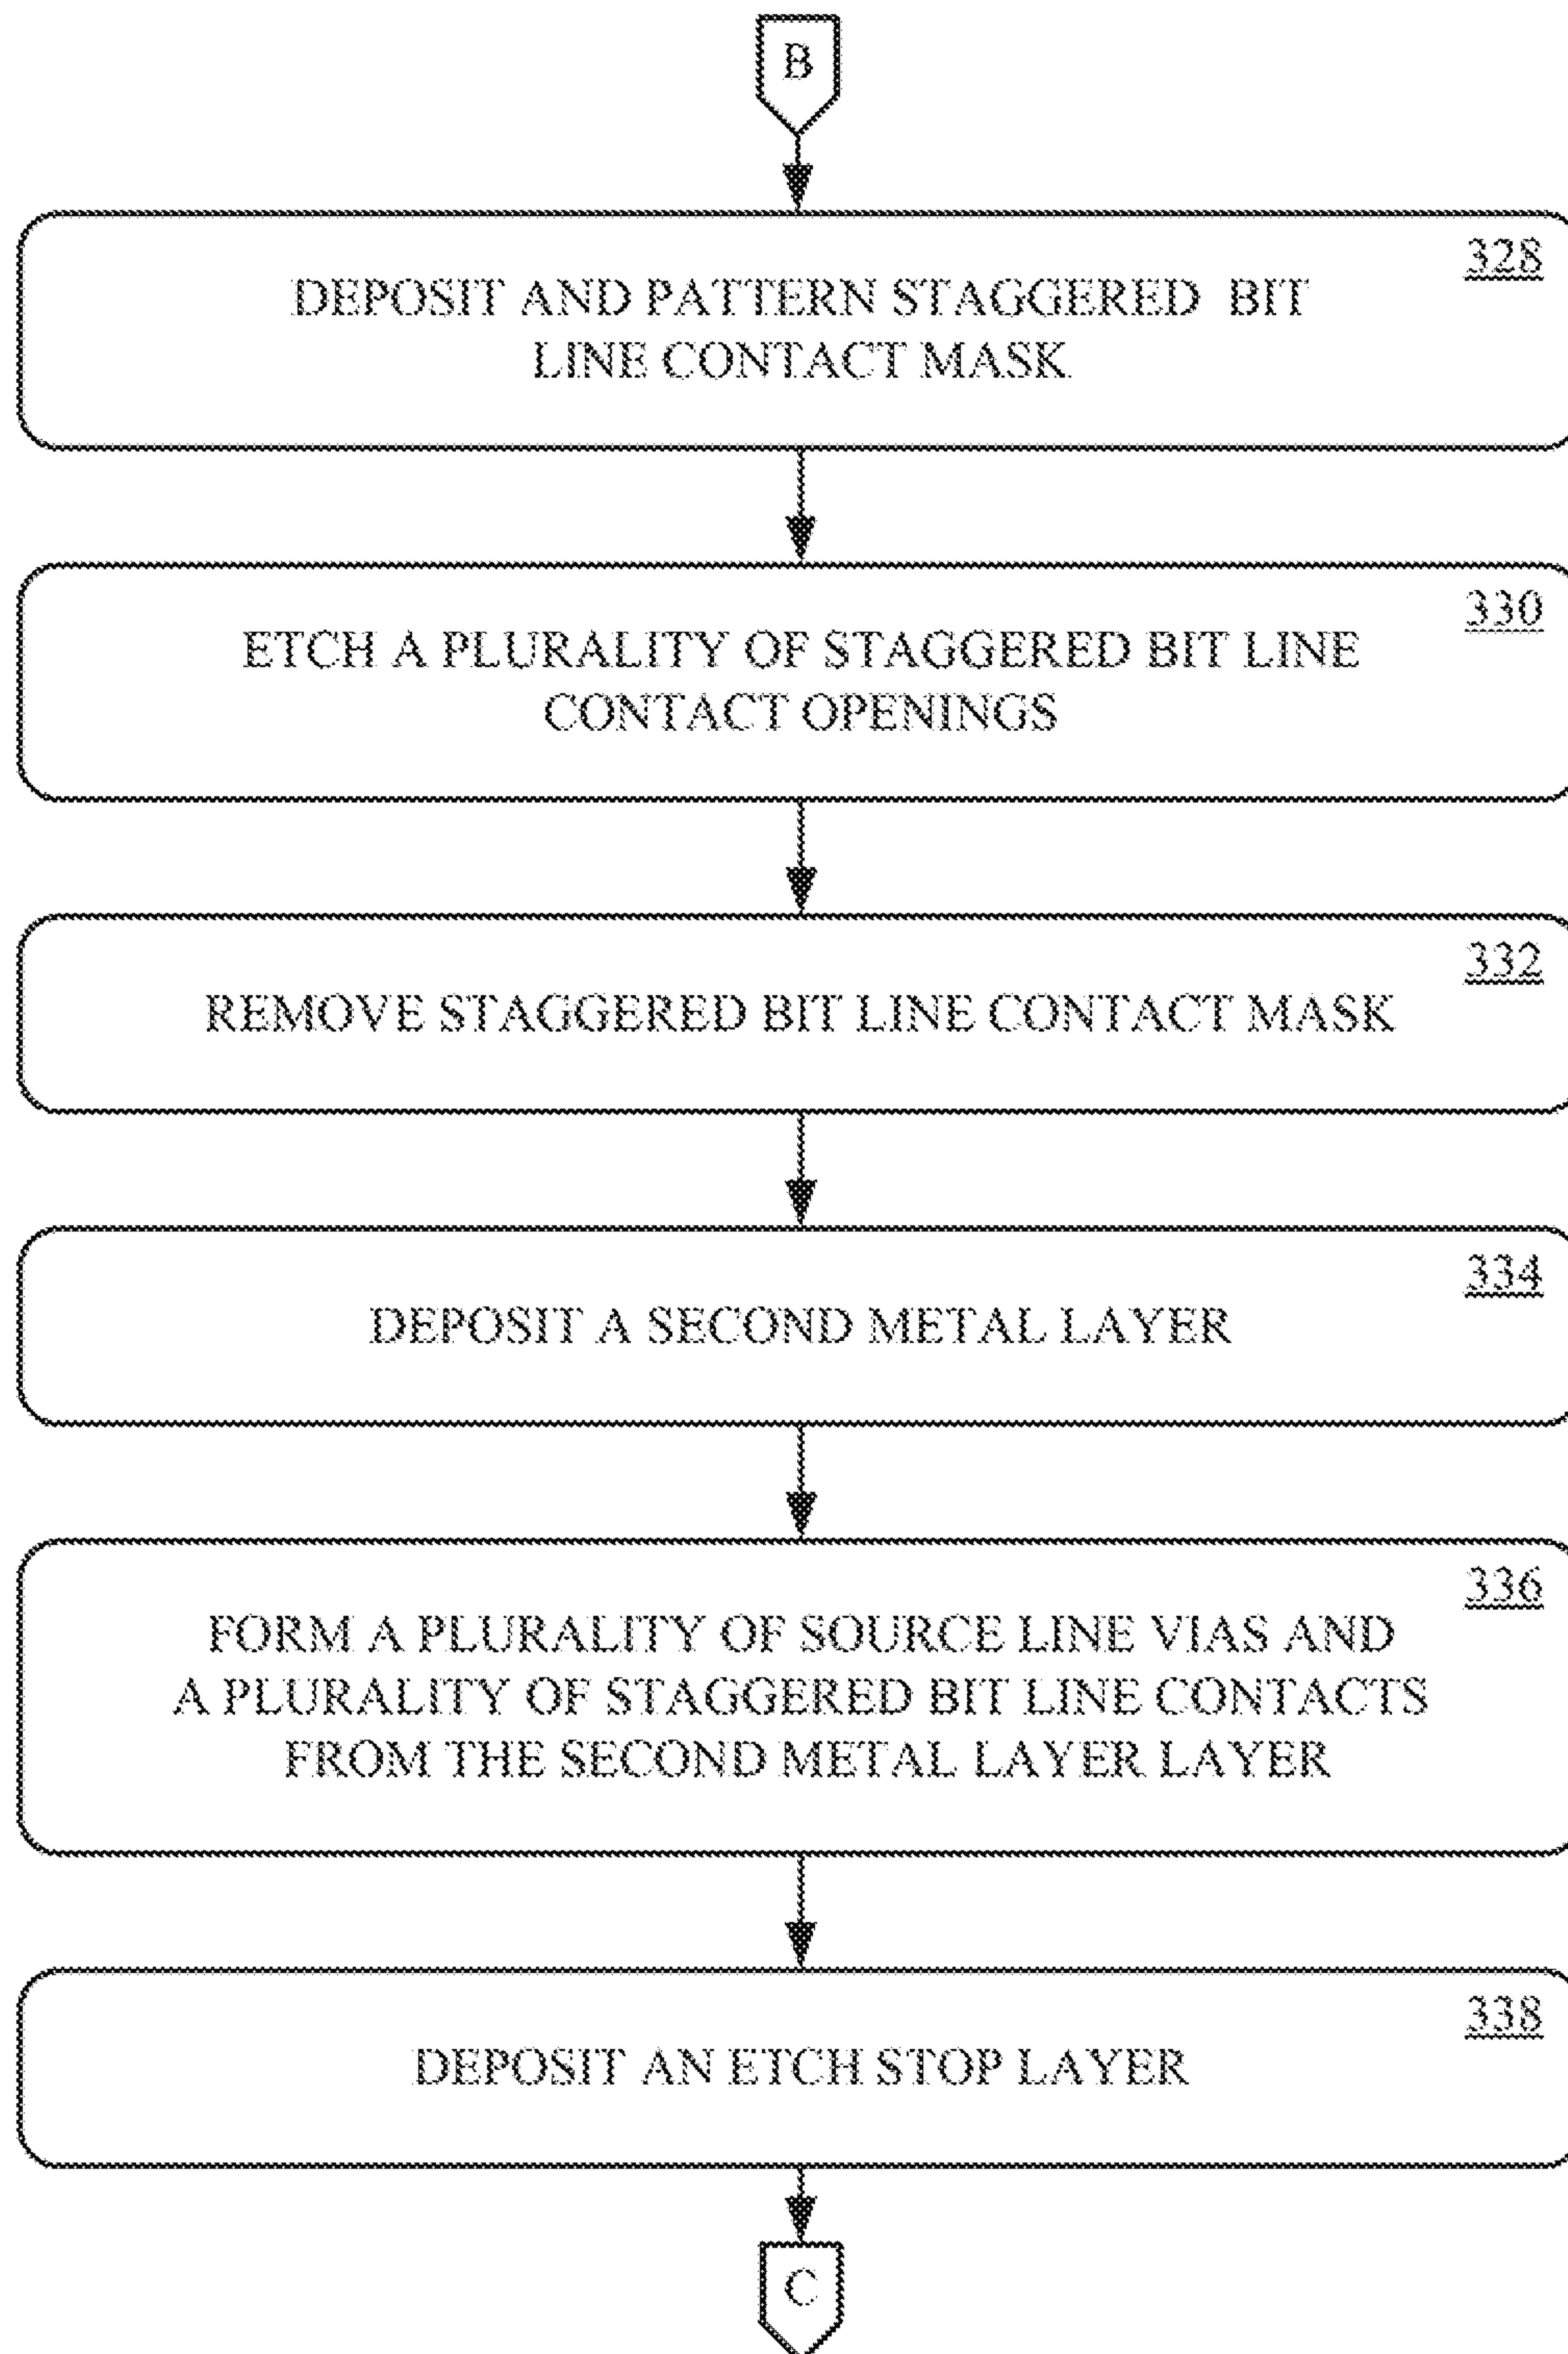 B
328
DEPOSIT AND PATTERN STAGGERED BIT
LINE CONTACT MASK
330
ETCH A PLURALITY OF STAGGERED BIT LINE
CONTACT OPENINGS
332
REMOVE STAGGERED BIT LINE CONTACT MASK
334
DEPOSIT A SECOND METAL LAYER
336
FORM A PLURALITY OF SOURCE LINE VIAS AND
A PLURALITY OF STAGGERED BIT LINE CONTACTS
FROM THE SECOND METAL LAYER LAYER
338
DEPOSIT AN ETCH STOP LAYER
C